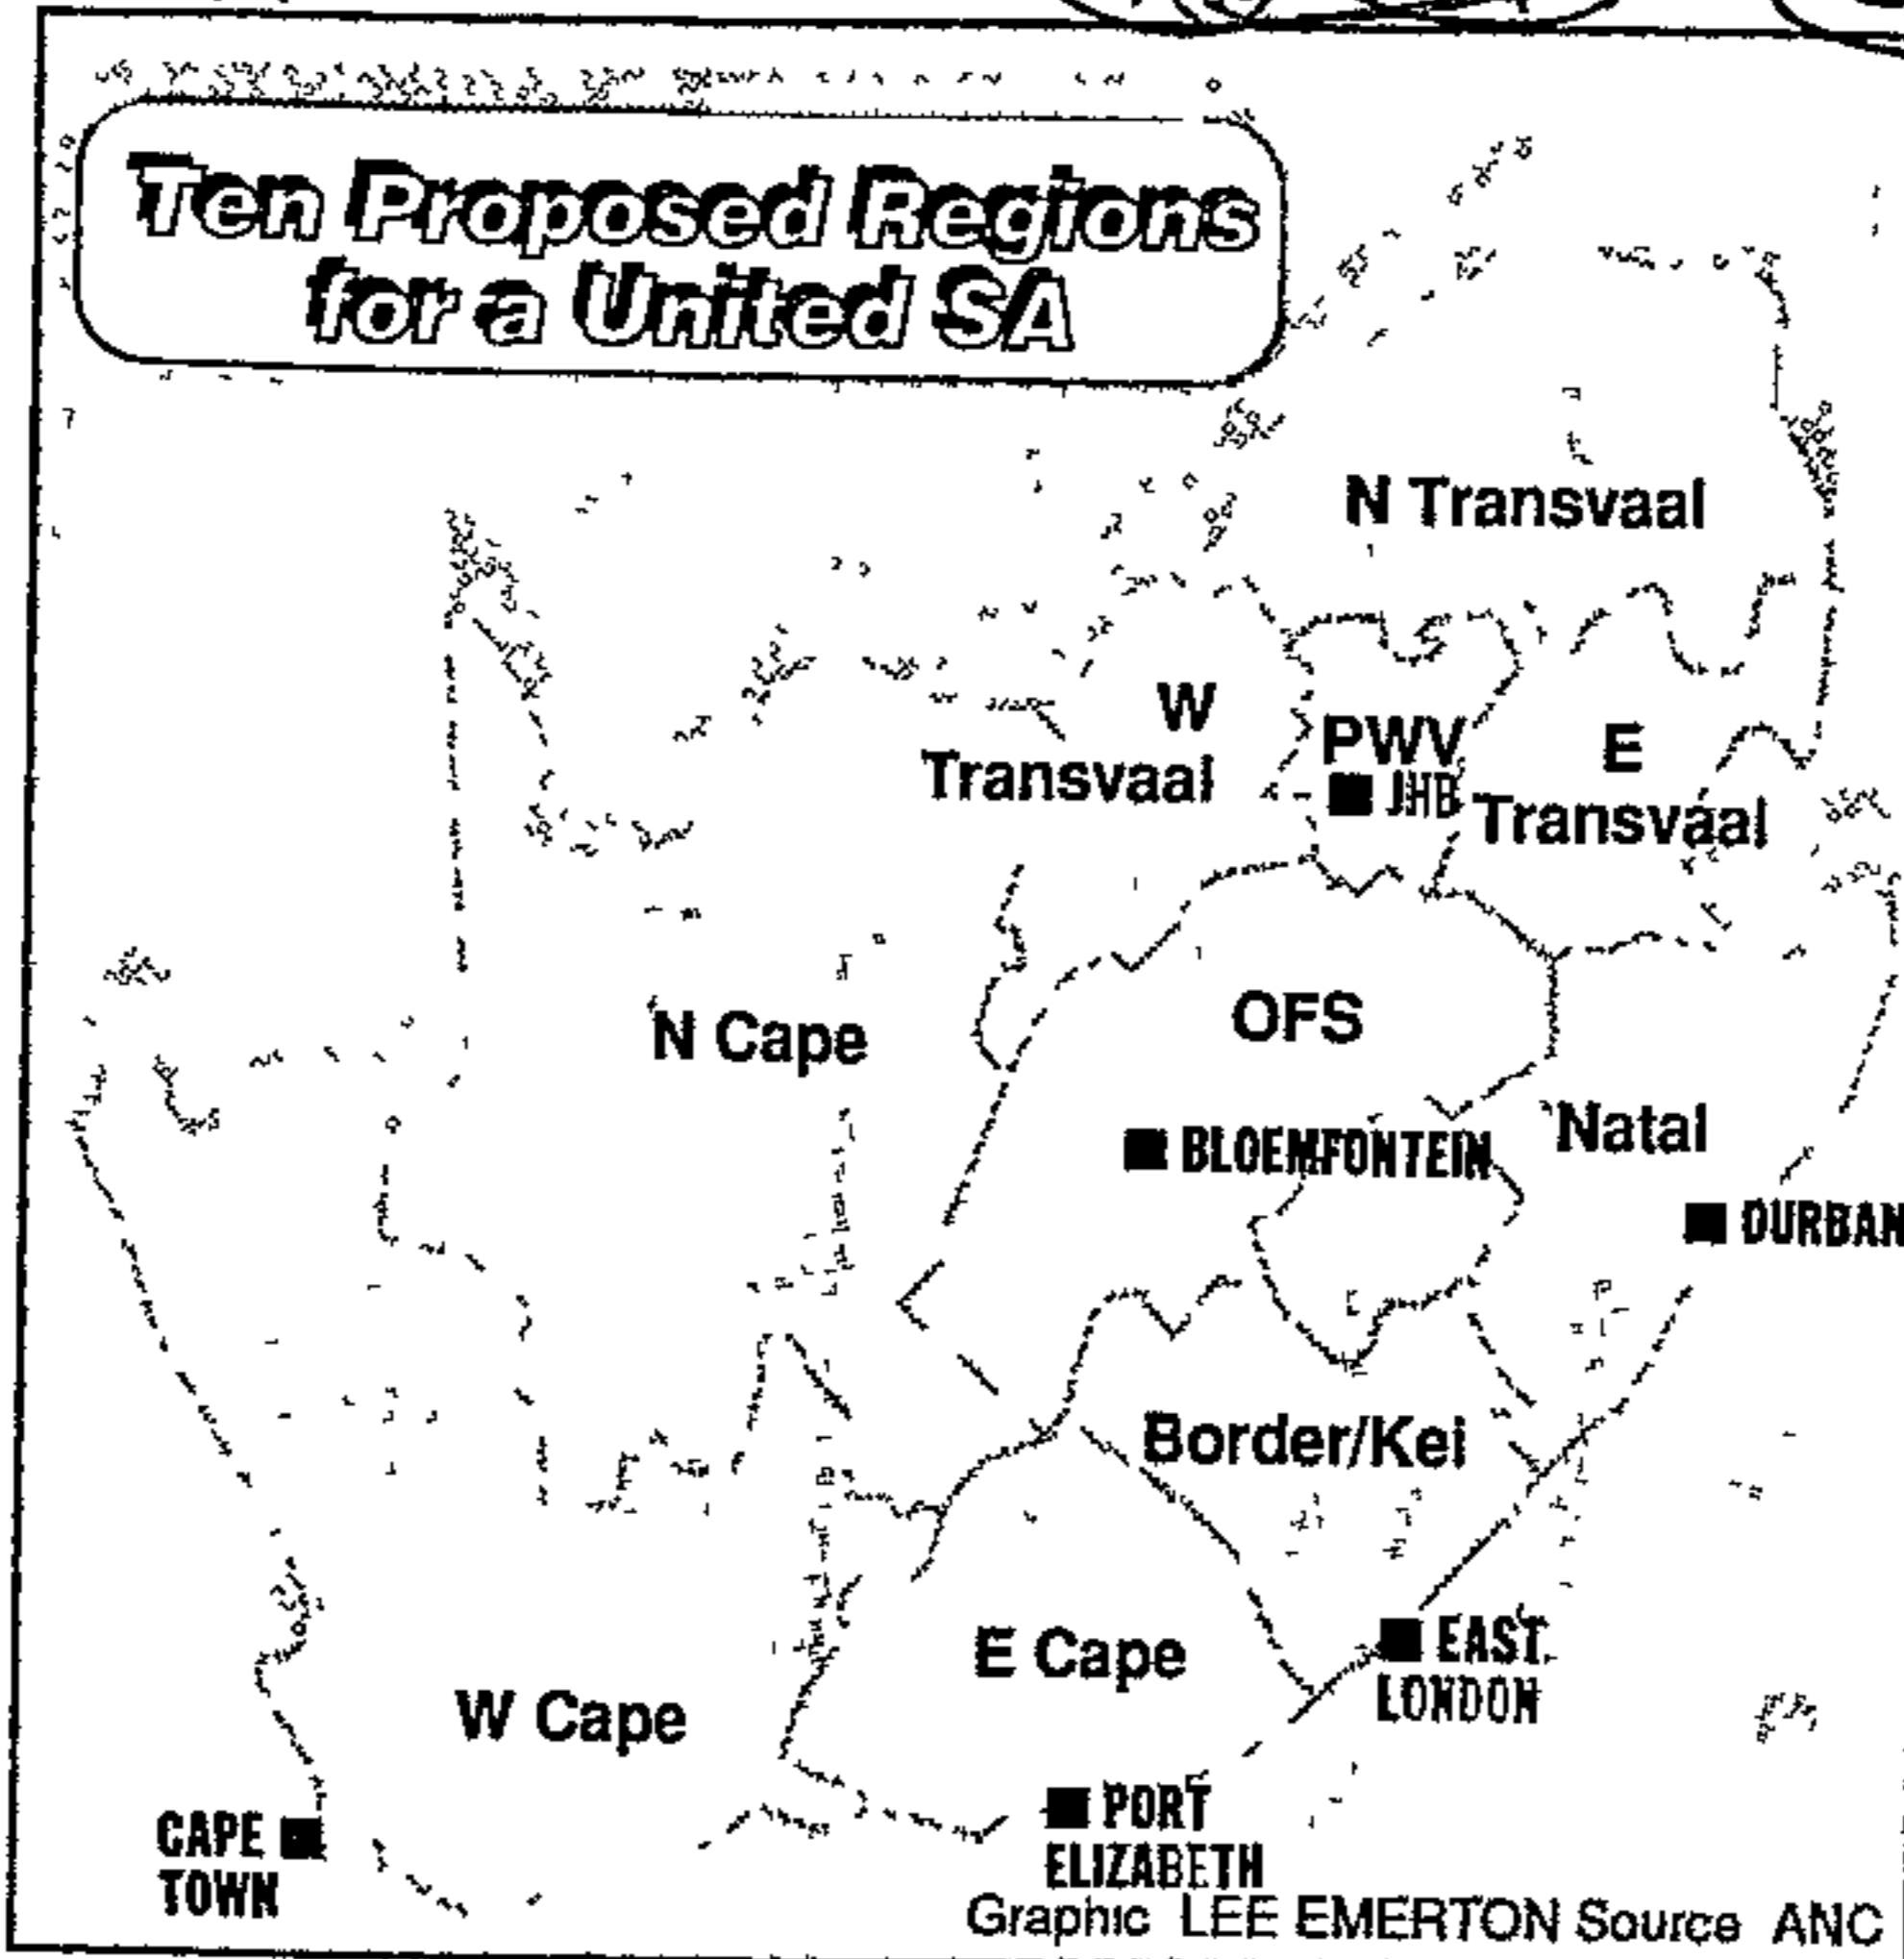 Ten Proposed Regions
for a United SA
N Transvaal
W
Transvaal
PWV
JHB
E
Transvaal
N Cape
OFS
BLOEMFONTEIN
Natal
DURBAN
Border/Kei
E Cape
EAST
LONDON
W Cape
CAPE
TOWN
PORT
ELIZABETH
Graphic LEE EMERTON Source ANC